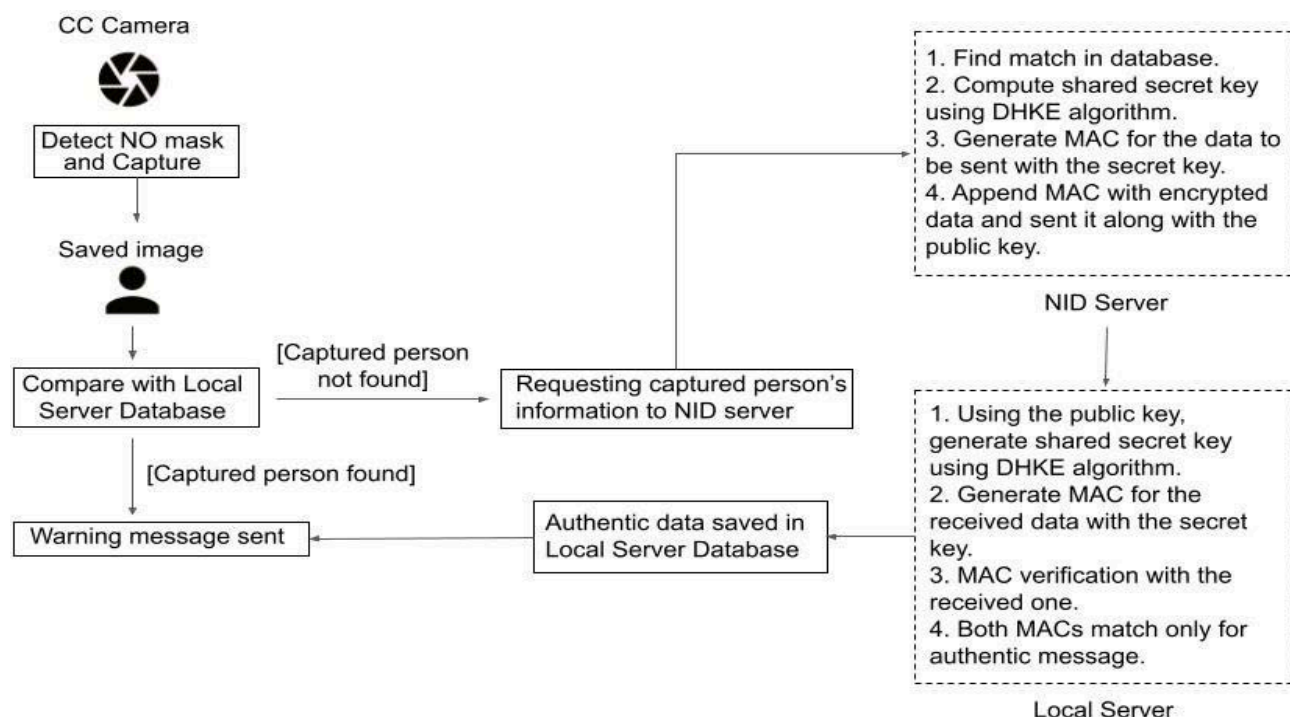 CC Camera
Detect NO mask
and Capture
Saved image
Compare with Local
Server Database
[Captured person
not found]
[Captured person found]
Warning message sent
Requesting captured person's
information to NID server
1. Find match in database.
2. Compute shared secret key
using DHKE algorithm.
3. Generate MAC for the data to
be sent with the secret key.
4. Append MAC with encrypted
data and sent it along with the
public key.
NID Server
1. Using the public key,
generate shared secret key
using DHKE algorithm.
2. Generate MAC for the
received data with the secret
key.
3. MAC verification with the
received one.
4. Both MACs match only for
authentic message.
Local Server
Authentic data saved in
Local Server Database